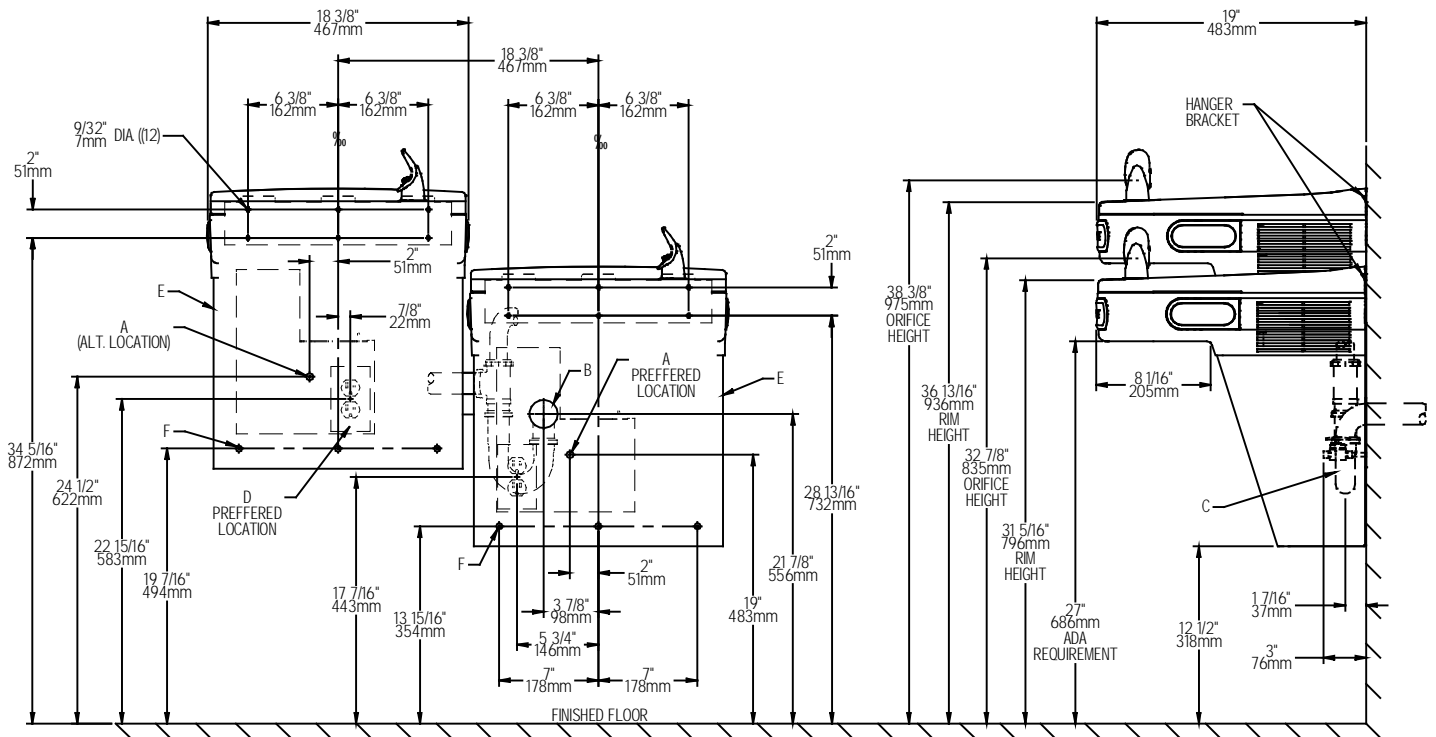 18 3/8"
467mm
19"
483mm
18 3/8"
467mm
6 3/8"
162mm
6 3/8"
162mm
6 3/8"
162mm
6 3/8"
162mm
HANGER
BRACKET
9/32"
7mm DIA. ((12)
‰
‰
2"
51mm
2"
51mm
2"
51mm
E
7/8"
22mm
A
(ALT. LOCATION)
38 3/8"
975mm
ORIFICE
HEIGHT
A
PREFFERED
LOCATION
B
E
8 1/16"
205mm
36 13/16"
936mm
RIM
HEIGHT
F
34 5/16"
872mm
24 1/2"
622mm
32 7/8"
835mm
ORIFICE
HEIGHT
D
PREFFERED
LOCATION
28 13/16"
732mm
C
22 15/16"
583mm
31 5/16"
796mm
RIM
HEIGHT
21 7/8"
556mm
F
19 7/16"
494mm
17 7/16"
443mm
2"
51mm
13 15/16"
354mm
3 7/8"
98mm
19"
483mm
27"
686mm
ADA
REQUIREMENT
1 7/16"
37mm
12 1/2"
318mm
5 3/4"
146mm
3"
76mm
7"
178mm
7"
178mm
FINISHED FLOOR